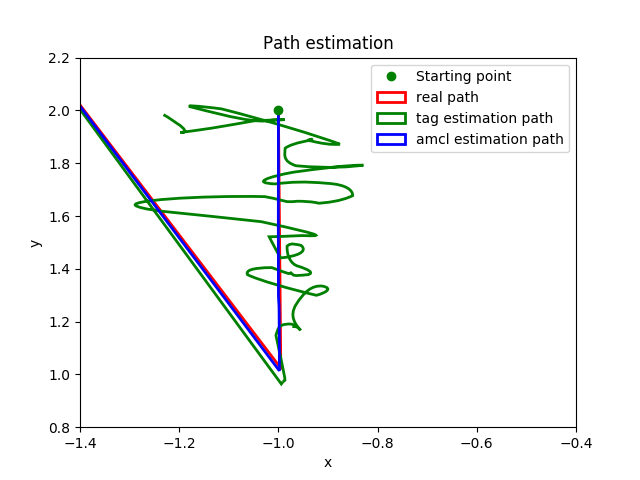 Path estimation
Starting point
real path
tag estimation path
amcl estimation path
2.2
2.0
1.8
1.6
1.4
1.2
1.0
0.8
y
−1.4 −1.2 −1.0 −0.8 −0.6 −0.4
x